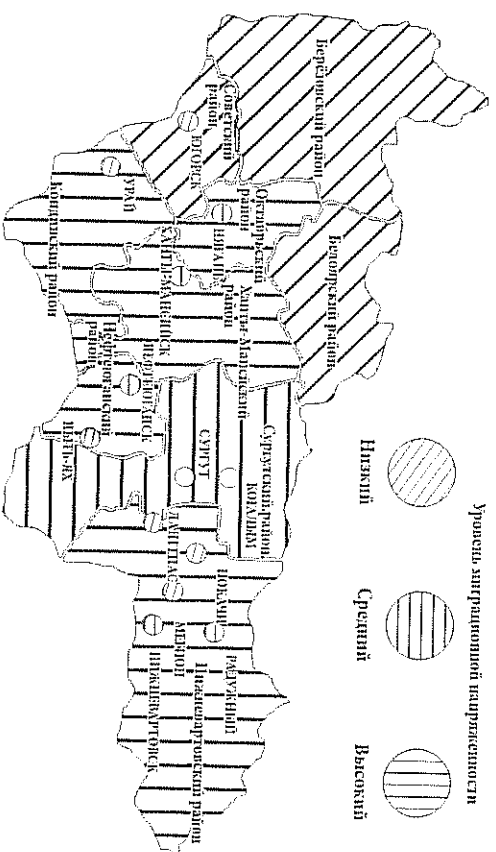 Берёзовский район
Белоярский район
Советский
район
ЮГОРСК
Октябрьский
район
НЯГАНЬ
УРАЙ
Кондинский район
Ханты-Мансийский
район
ХАНТЫ-МАНСИЙСК
НЕФТЕЮГАНСК
Нефтеюганский
район
ПЫТЬ-ЯХ
Сургутский район
КОГАЛЫМ
СУРГУТ
ЛАНГЕПАС
ПОКАЧИ
МЕГИОН
РАДУЖНЫЙ
Нижневартовский район
НИЖНЕВАРТОВСК
Уровень миграционной напряженности
Низкий
Средний
Высокий